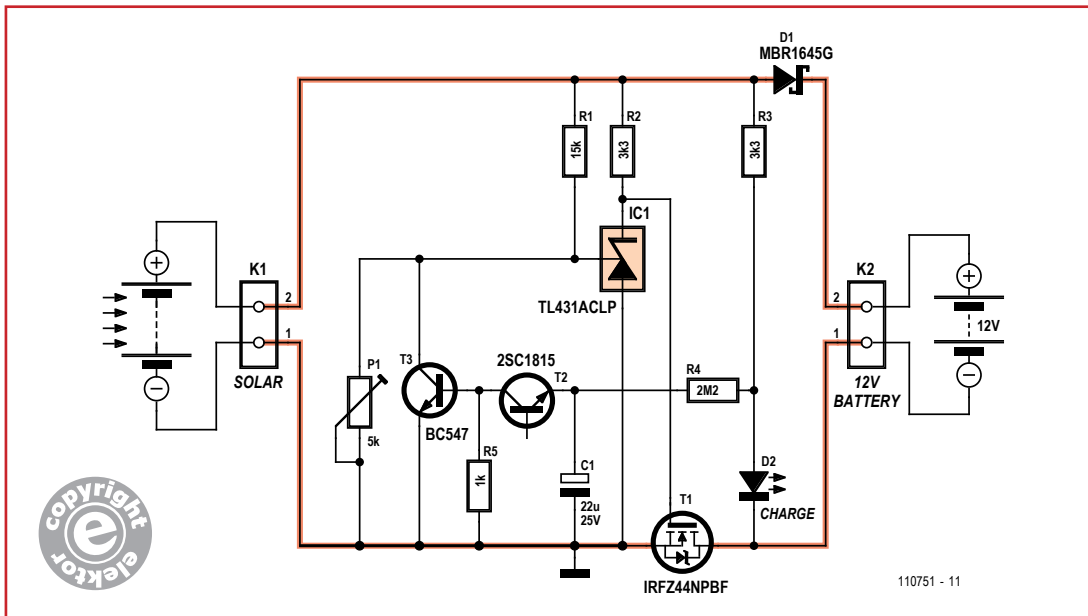 D1
MBR1645G
R1
15k
R2
3k3
R3
3k3
IC1
TL431ACLP
K1
2
1
SOLAR
K2
2
1
12V
BATTERY
12V
P1
5k
T3
BC547
2SC1815
T2
R4
2M2
R5
1k
C1
22u
25V
D2
CHARGE
T1
IRFZ44NPBF
copyright
e
elektor
110751 - 11